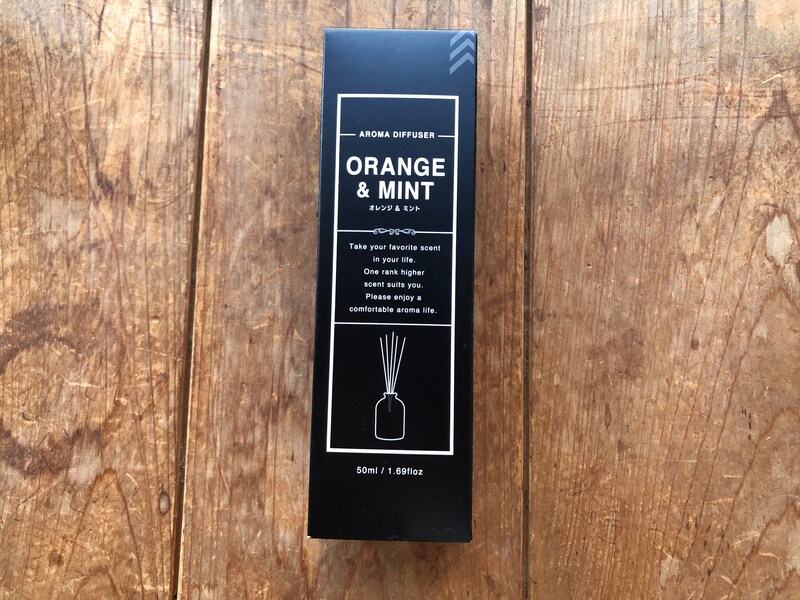 AROMA DIFFUSER
ORANGE
& MINT
オレンジ & ミント
Take your favorite scent
in your life.
One rank higher
scent suits you.
Please enjoy a
comfortable aroma life.
50ml / 1.69floz